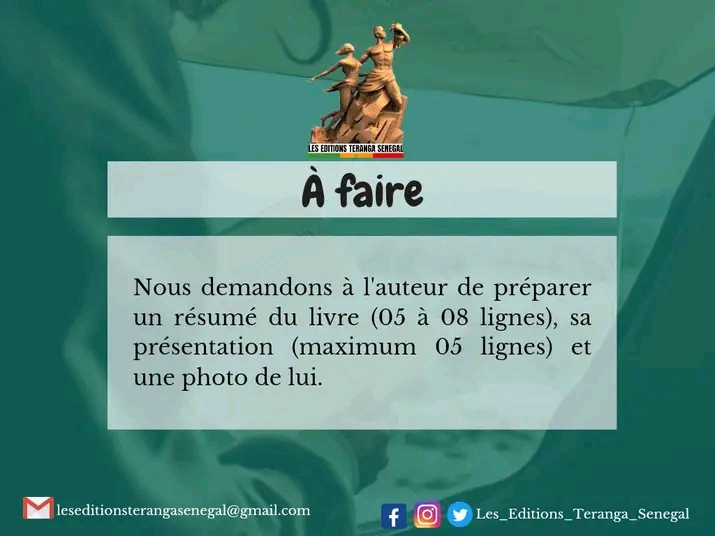 LES EDITIONS TERANGA SENEGAL
À faire
Nous demandons à l'auteur de préparer
un résumé du livre (05 à 08 lignes), sa
présentation (maximum 05 lignes) et
une photo de lui.
leseditionsterangasenegal@gmail.com
Les_Editions_Teranga_Senegal